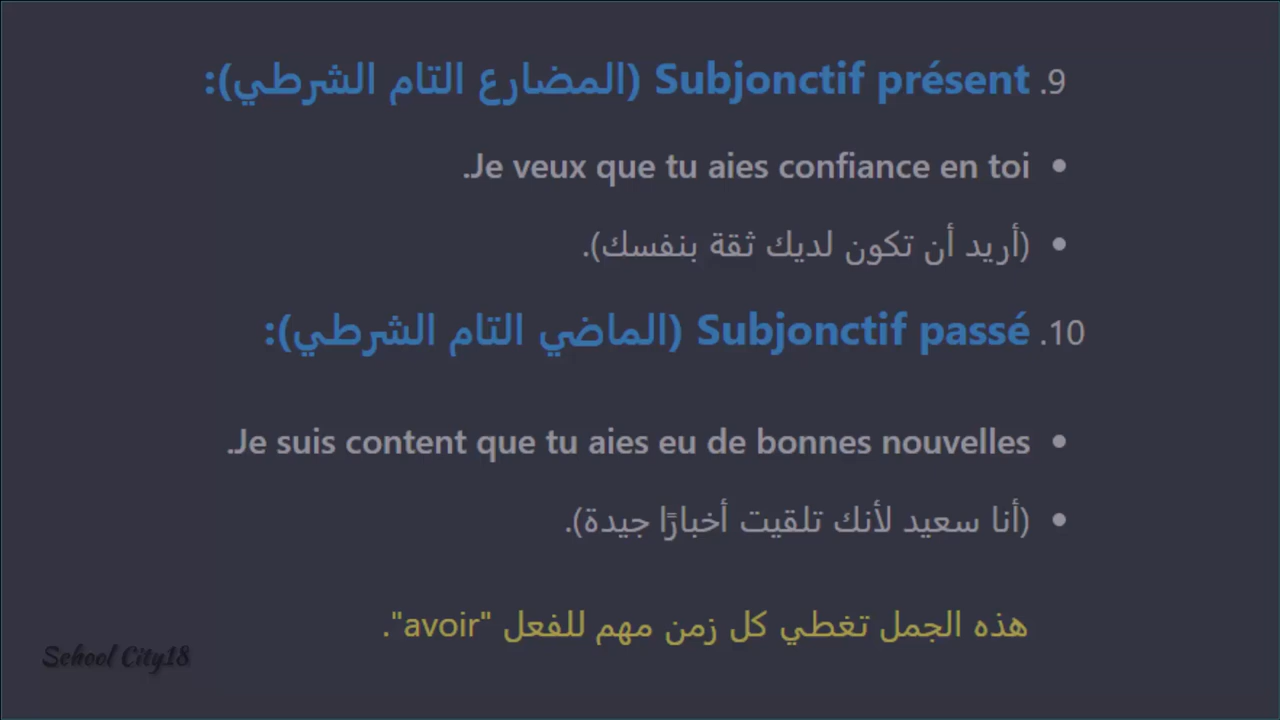 9. Subjonctif présent (المضارع التام الشرطي):
Je veux que tu aies confiance en toi.
(أريد أن تكون لديك ثقة بنفسك).
10. Subjonctif passé (الماضي التام الشرطي):
Je suis content que tu aies eu de bonnes nouvelles.
(أنا سعيد لأنك تلقيت أخبارًا جيدة).
هذه الجمل تغطي كل زمن مهم للفعل "avoir".
School City18